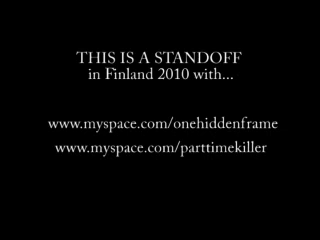 THIS IS A STANDOFF
in Finland 2010 with...
www.myspace.com/onehiddenframe
www.myspace.com/parttimekiller